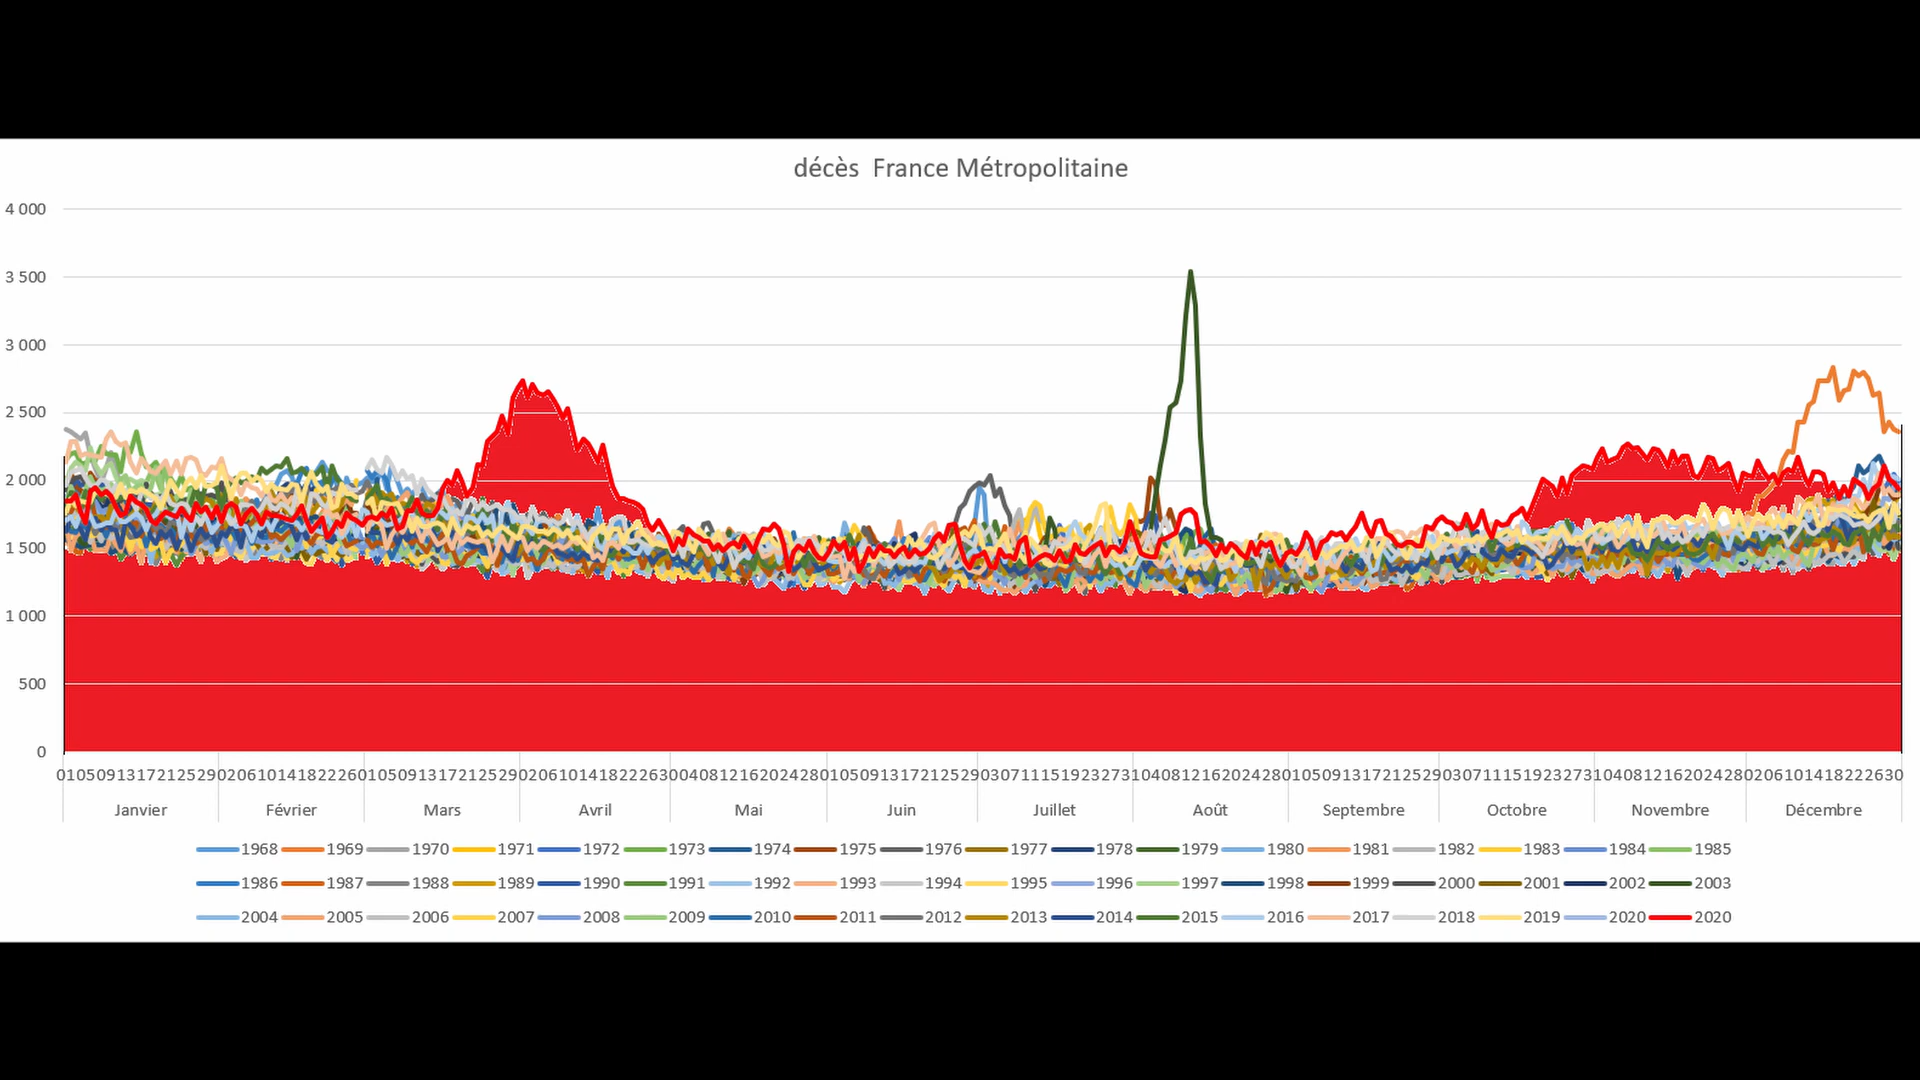 décès  France Métropolitaine
4 000
3 500
3 000
2 500
2 000
1 500
1 000
500
0
01050913172125290206101418222601050913172125290206101418222630040812162024280105091317212529030711151923273104081216202428010509131721252903071115192327310408121620242802061014182226 30
Janvier Février Mars Avril Mai Juin Juillet Août Septembre Octobre Novembre Décembre
1968 1969 1970 1971 1972 1973 1974 1975 1976 1977 1978 1979 1980 1981 1982 1983 1984 1985
1986 1987 1988 1989 1990 1991 1992 1993 1994 1995 1996 1997 1998 1999 2000 2001 2002 2003
2004 2005 2006 2007 2008 2009 2010 2011 2012 2013 2014 2015 2016 2017 2018 2019 2020 2020